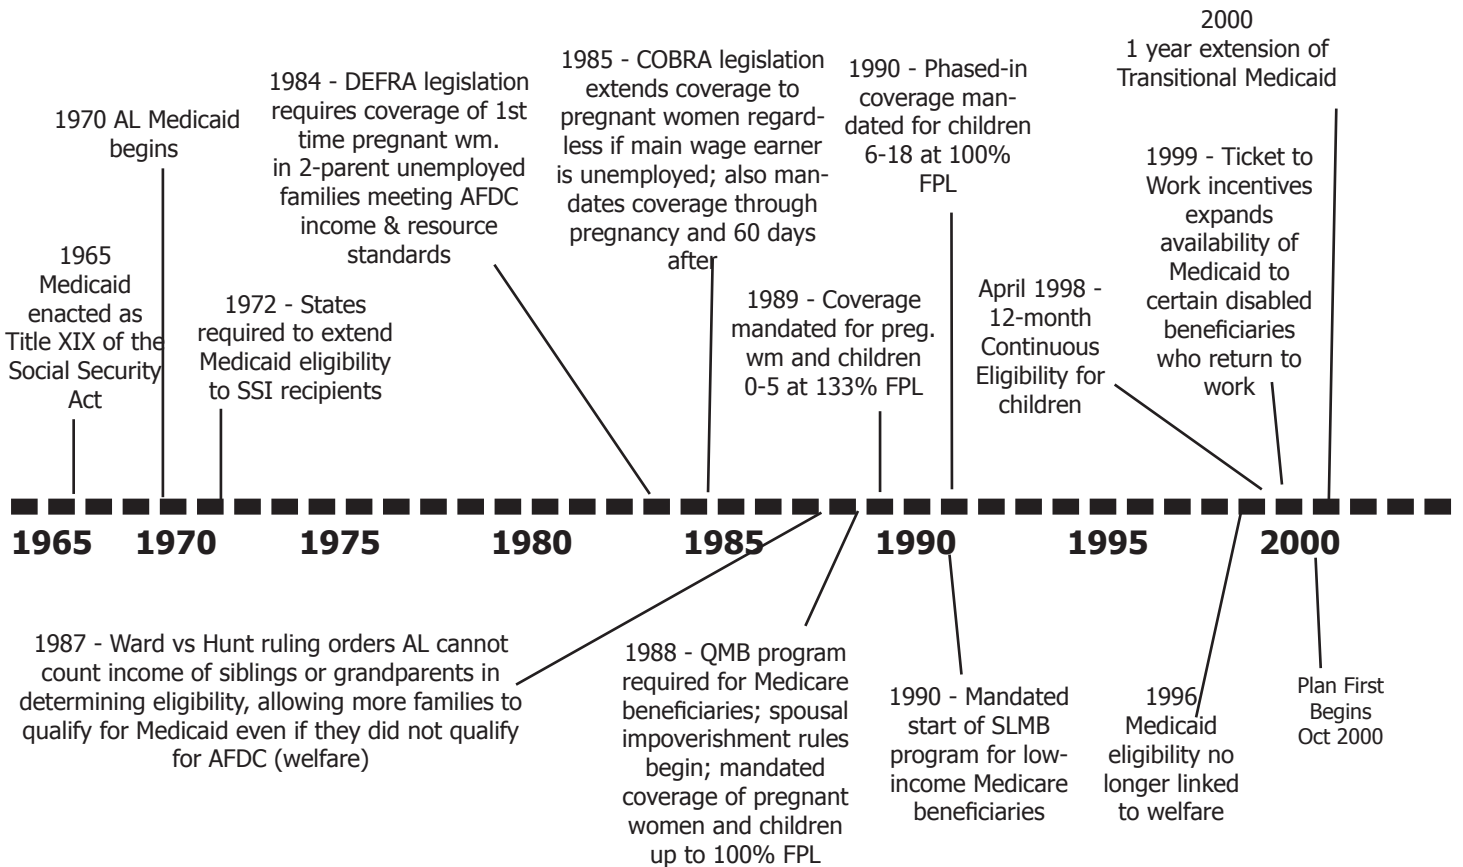 1965
Medicaid
enacted as
Title XIX of the
Social Security
Act
1970 AL Medicaid
begins
1972 - States
required to extend
Medicaid eligibility
to SSI recipients
1984 - DEFRA legislation
requires coverage of 1st
time pregnant wm.
in 2-parent unemployed
families meeting AFDC
income & resource
standards
1985 - COBRA legislation
extends coverage to
pregnant women regard-
less if main wage earner
is unemployed; also man-
dates coverage through
pregnancy and 60 days
after
1989 - Coverage
mandated for preg.
wm and children
0-5 at 133% FPL
1990 - Phased-in
coverage man-
dated for children
6-18 at 100%
FPL
April 1998 -
12-month
Continuous
Eligibility for
children
1999 - Ticket to
Work incentives
expands
availability of
Medicaid to
certain disabled
beneficiaries
who return to
work
2000
1 year extension of
Transitional Medicaid
1965 1970 1975 1980 1985 1990 1995 2000
1987 - Ward vs Hunt ruling orders AL cannot
count income of siblings or grandparents in
determining eligibility, allowing more families to
qualify for Medicaid even if they did not qualify
for AFDC (welfare)
1988 - QMB program
required for Medicare
beneficiaries; spousal
impoverishment rules
begin; mandated
coverage of pregnant
women and children
up to 100% FPL
1990 - Mandated
start of SLMB
program for low-
income Medicare
beneficiaries
1996
Medicaid
eligibility no
longer linked
to welfare
Plan First
Begins
Oct 2000